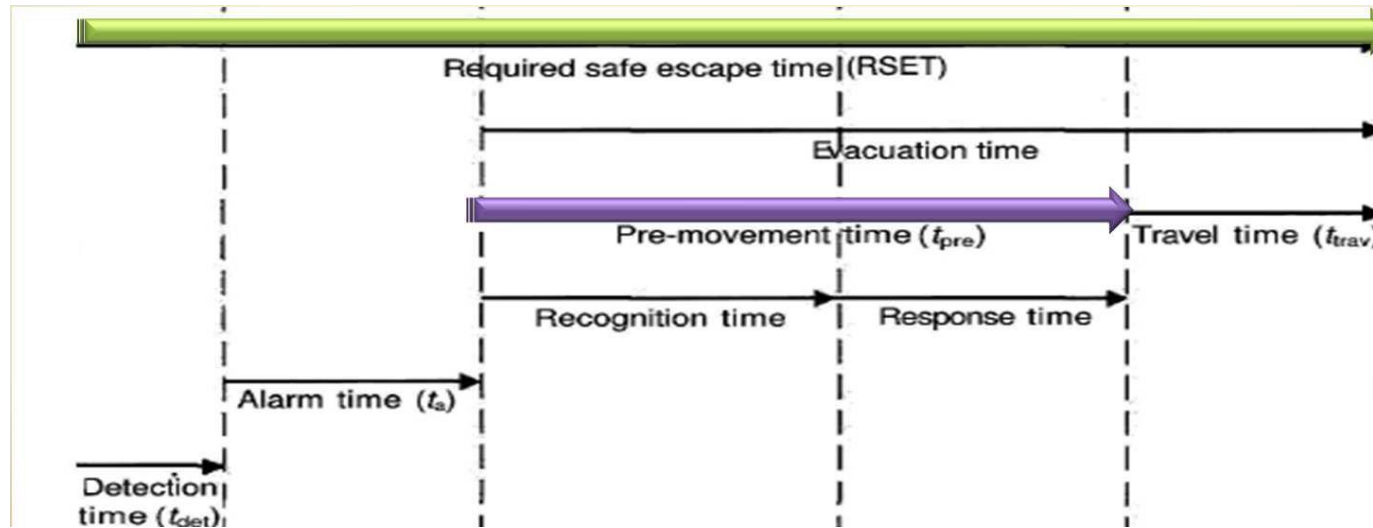 Required safe escape time (RSET)
Evacuation time
Pre-movement time (tpre)
Travel time (ttrav)
Recognition time
Response time
Alarm time (ta)
Detection
time (tdet)